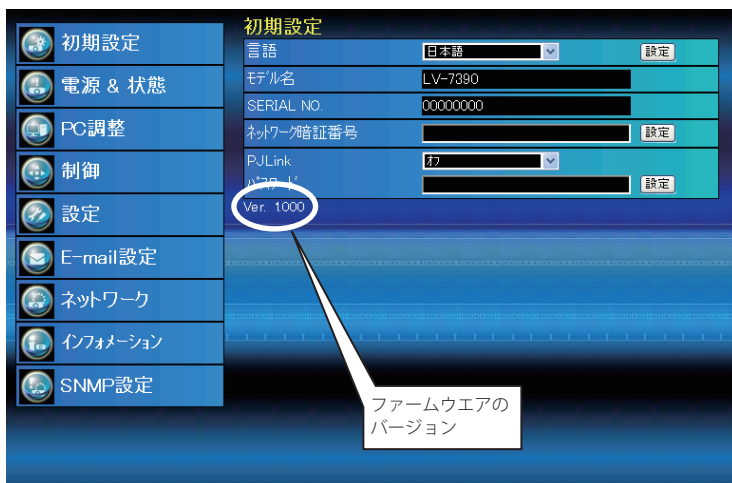 初期設定
電源 & 状態
PC調整
制御
設定
E-mail設定
ネットワーク
インフォメーション
SNMP設定
初期設定
言語 日本語 設定
モデル名 LV-7390
SERIAL NO. 00000000
ネットワーク暗証番号 設定
PJLink オフ
パスワード 設定
Ver. 1.000
ファームウエアの
バージョン